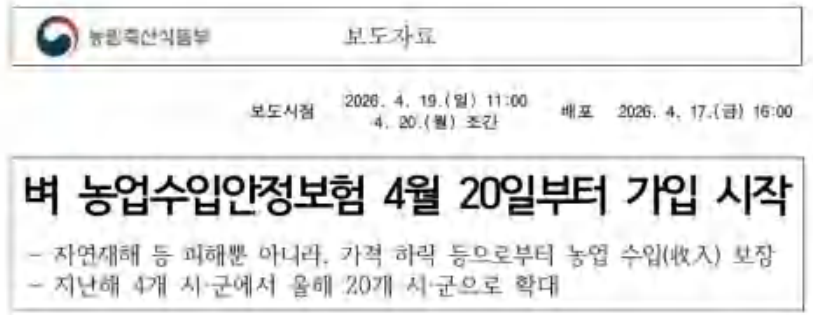 농림축산식품부
보도자료
보도시점 2026. 4. 19.(일) 11:00 배포 2026. 4. 17.(금) 16:00
4. 20.(월) 조간
벼 농업수입안정보험 4월 20일부터 가입 시작
- 자연재해 등 피해뿐 아니라, 가격 하락 등으로부터 농업 수입(收入) 보장
- 지난해 4개 시·군에서 올해 20개 시·군으로 확대